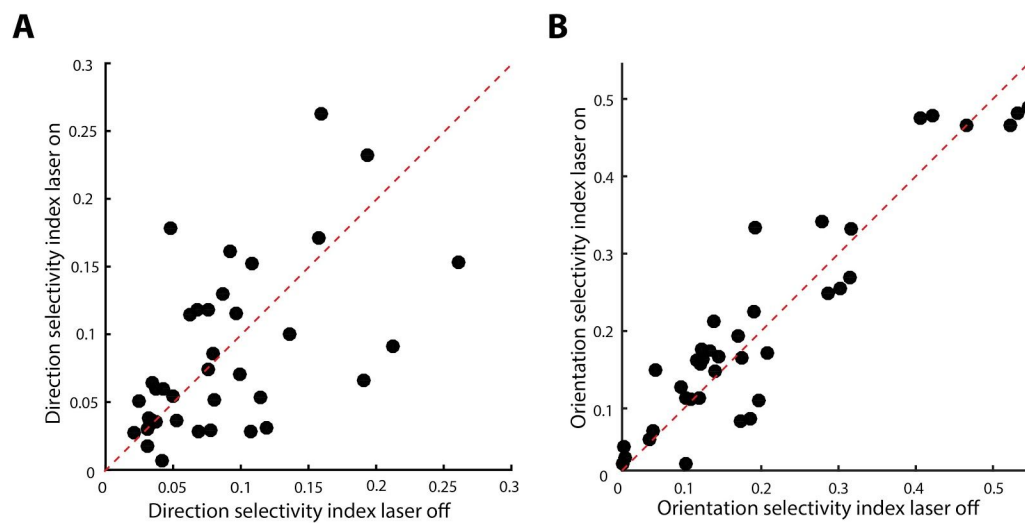 A
B
0.3
0.25
0.2
0.15
0.1
0.05
0
Direction selectivity index laser on
0 0.05 0.1 0.15 0.2 0.25 0.3
Direction selectivity index laser off
0.5
0.4
0.3
0.2
0.1
0
Orientation selectivity index laser on
0 0.1 0.2 0.3 0.4 0.5
Orientation selectivity index laser off